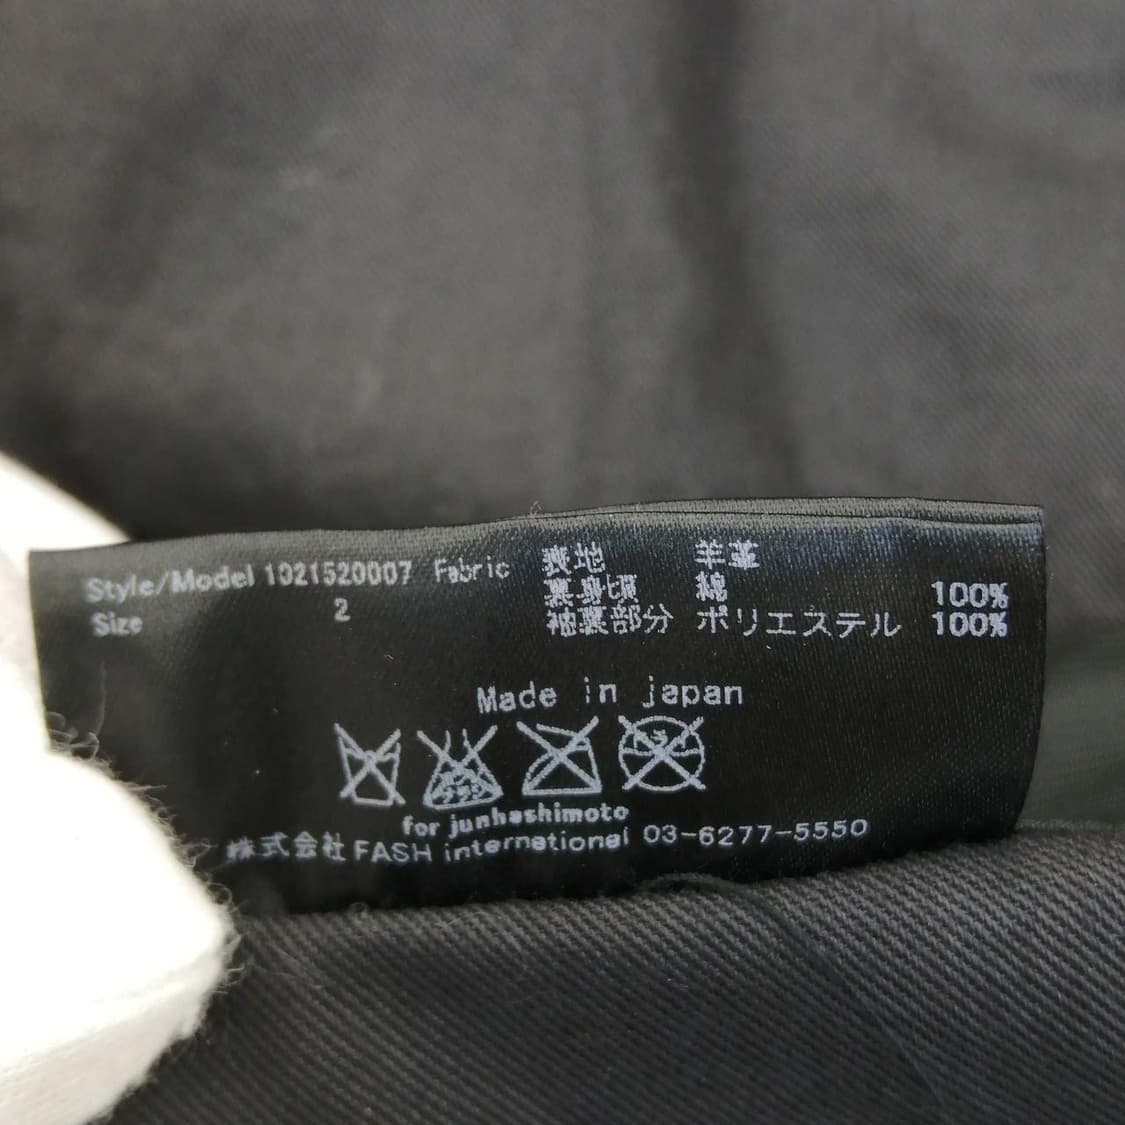 Style/Model 1021520007 Fabric 表地 羊革
裏身頃 綿 100%
Size 2 袖裏部分 ポリエステル 100%
Made in japan
for junhashimoto
株式会社 FASH international 03-6277-5550